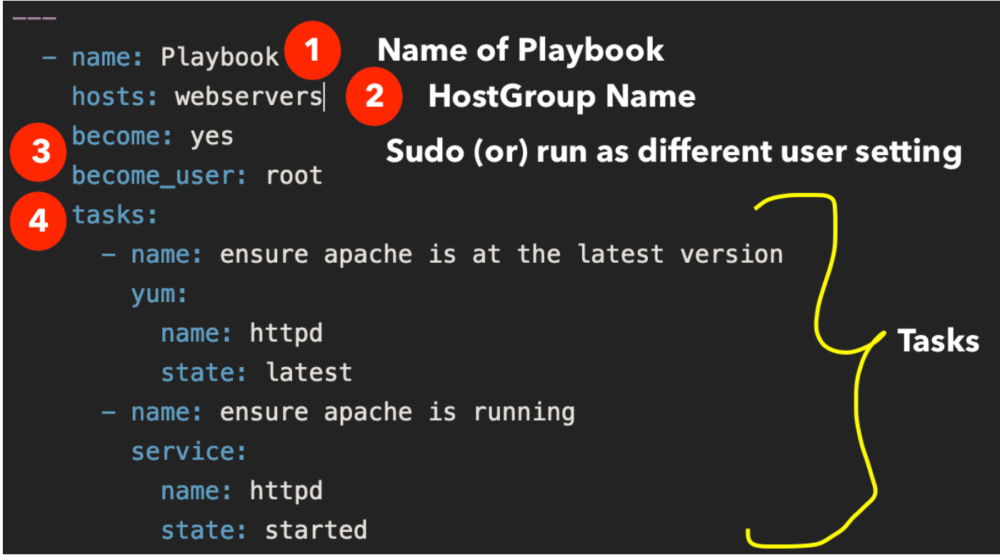 ---
- name: Playbook 1 Name of Playbook
hosts: webservers 2 HostGroup Name
become: yes
3 Sudo (or) run as different user setting
become_user: root
4 tasks:
- name: ensure apache is at the latest version
yum:
name: httpd
Tasks
state: latest
- name: ensure apache is running
service:
name: httpd
state: started